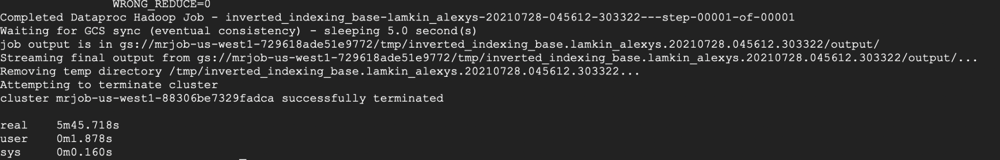 WRONG_REDUCE=0
Completed Dataproc Hadoop Job - inverted_indexing_base-lamkin_alexys-20210728-045612-303322---step-00001-of-00001
Waiting for GCS sync (eventual consistency) - sleeping 5.0 second(s)
job output is in gs://mrjob-us-west1-729618ade51e9772/tmp/inverted_indexing_base.lamkin_alexys.20210728.045612.303322/output/
Streaming final output from gs://mrjob-us-west1-729618ade51e9772/tmp/inverted_indexing_base.lamkin_alexys.20210728.045612.303322/output/...
Removing temp directory /tmp/inverted_indexing_base.lamkin_alexys.20210728.045612.303322...
Attempting to terminate cluster
cluster mrjob-us-west1-88306be7329fadca successfully terminated
real 5m45.718s
user 0m1.878s
sys 0m0.160s